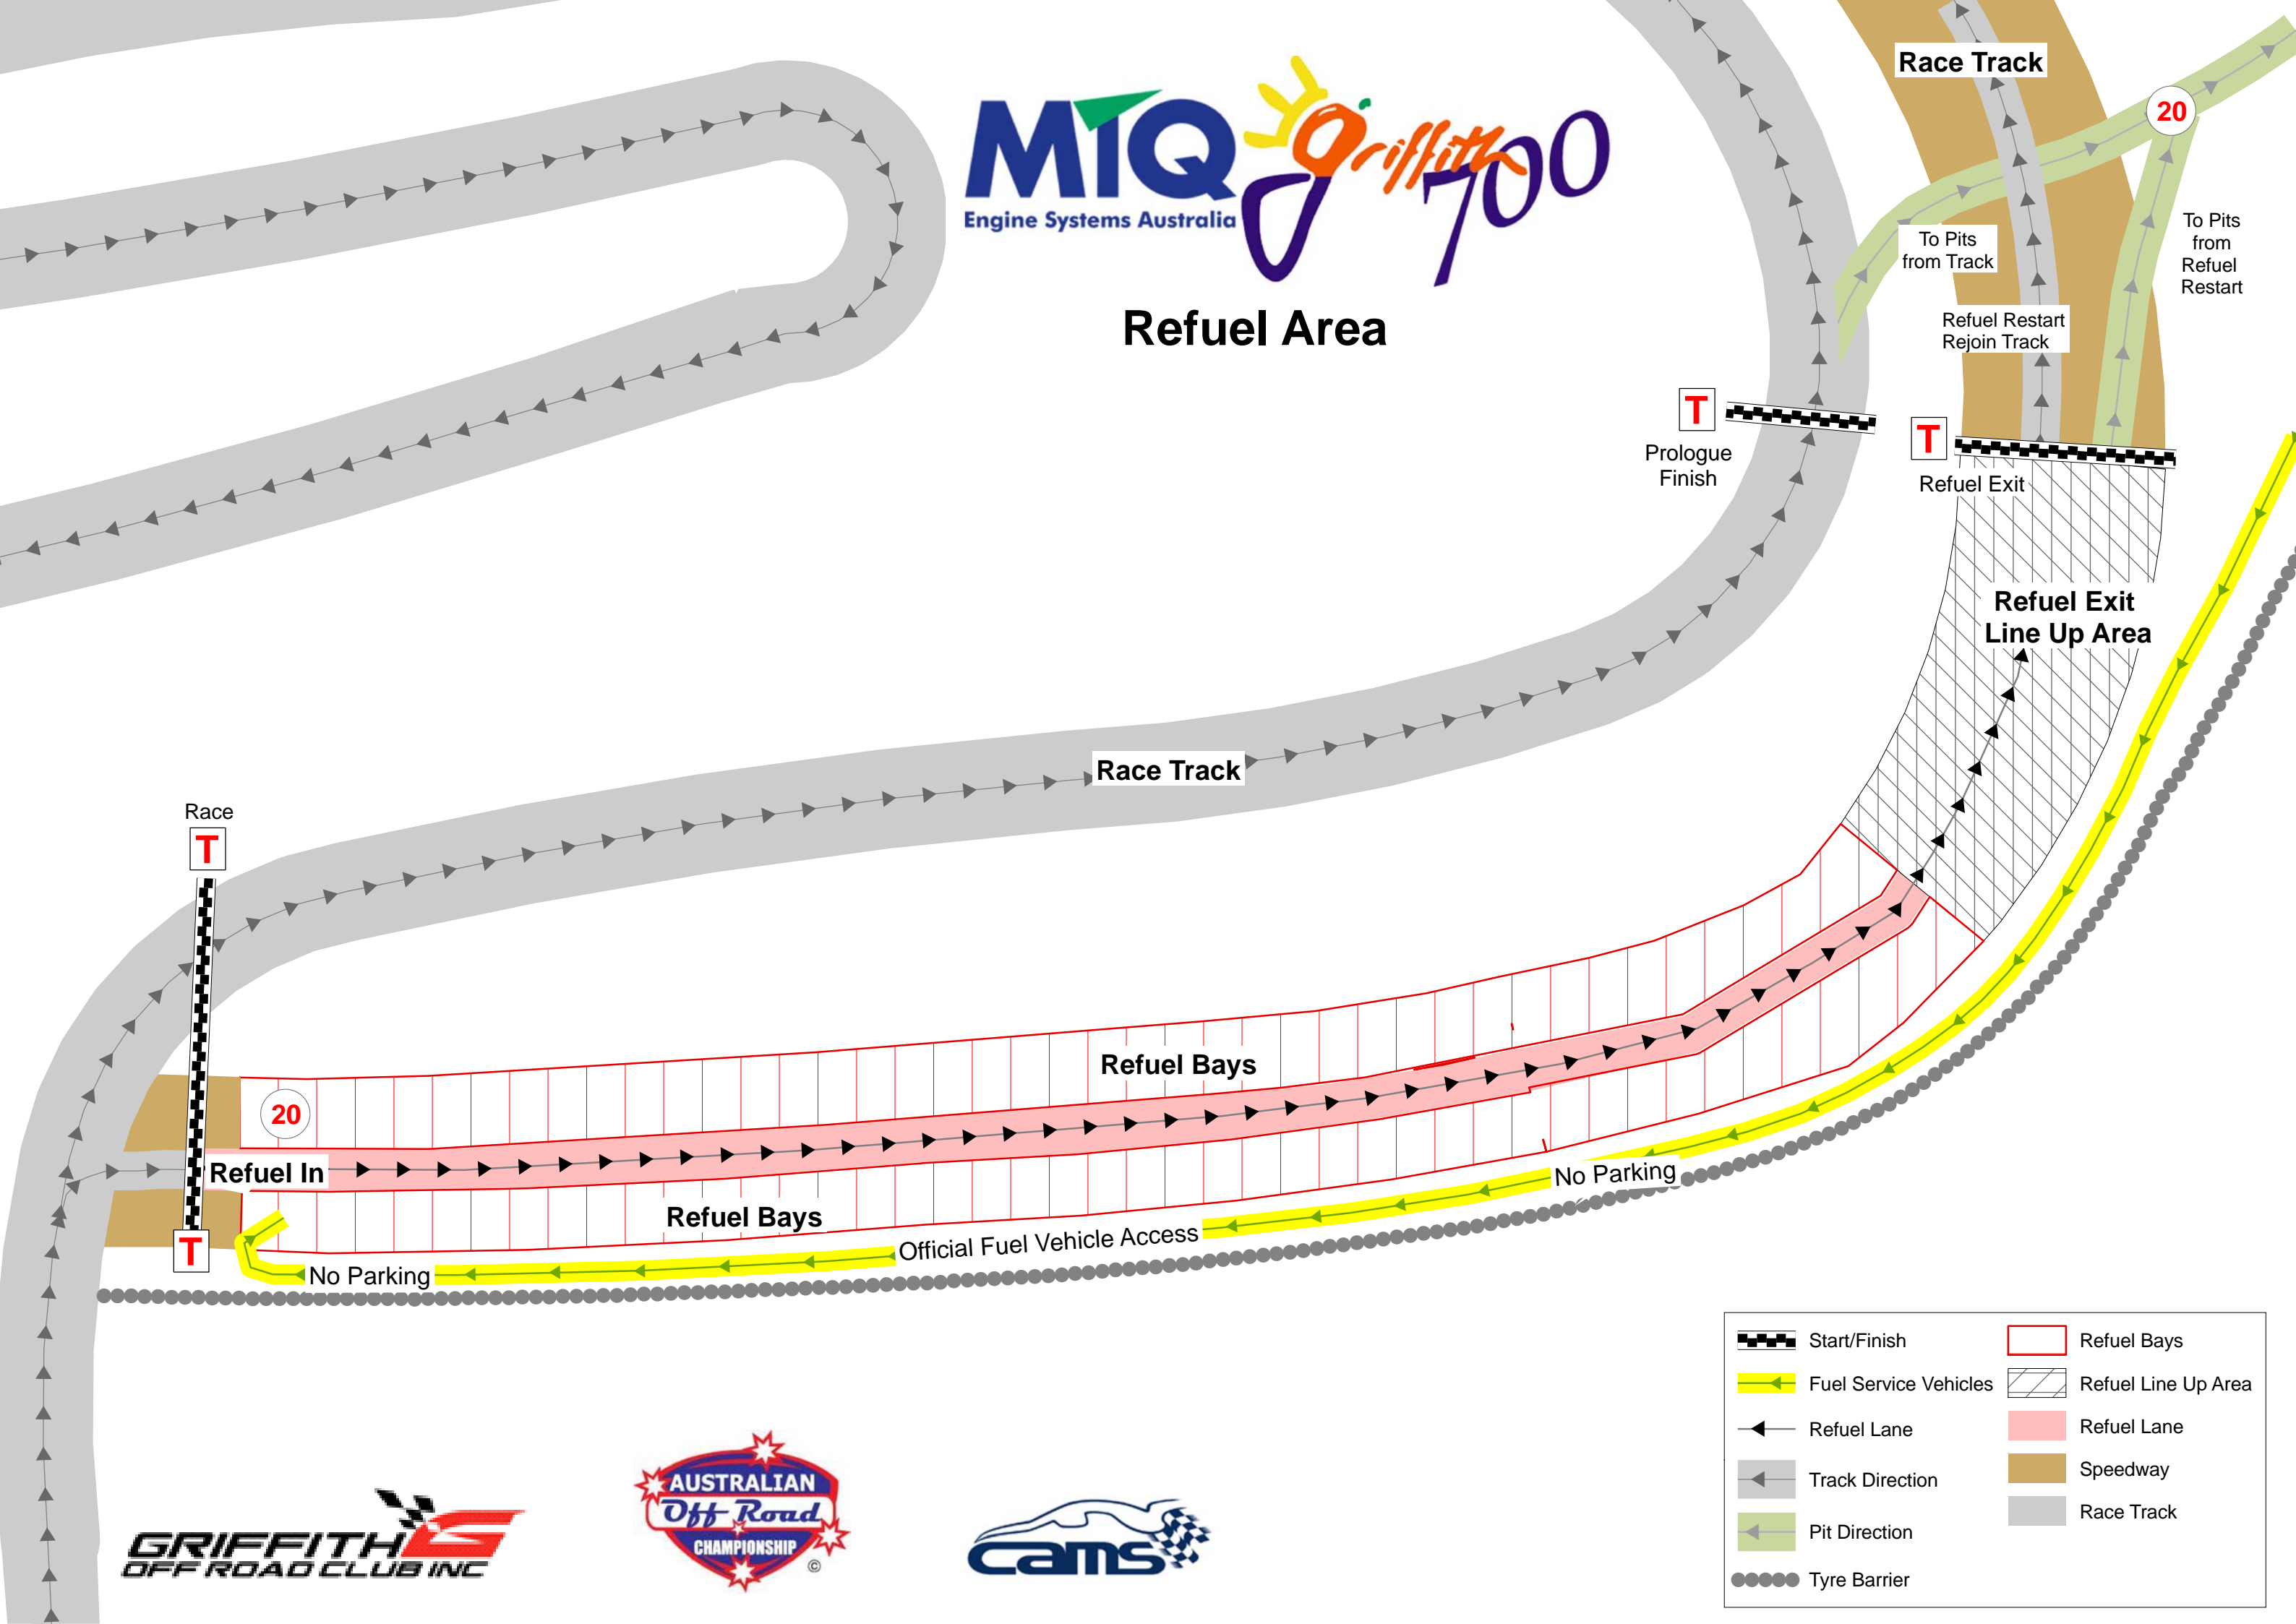 MTQ
Engine Systems Australia
griffith
700
Refuel Area
Race Track
20
To Pits
from Track
To Pits
from
Refuel
Restart
Refuel Restart
Rejoin Track
T
Prologue
Finish
T
Refuel Exit
Refuel Exit
Line Up Area
Race Track
Race
T
Refuel Bays
20
Refuel In
Refuel Bays
No Parking
Official Fuel Vehicle Access
T
No Parking
Start/Finish
Fuel Service Vehicles
Refuel Lane
Track Direction
Pit Direction
Tyre Barrier
Refuel Bays
Refuel Line Up Area
Refuel Lane
Speedway
Race Track
GRIFFITH
OFF ROAD CLUB INC
AUSTRALIAN
Off Road
CHAMPIONSHIP
©
cams